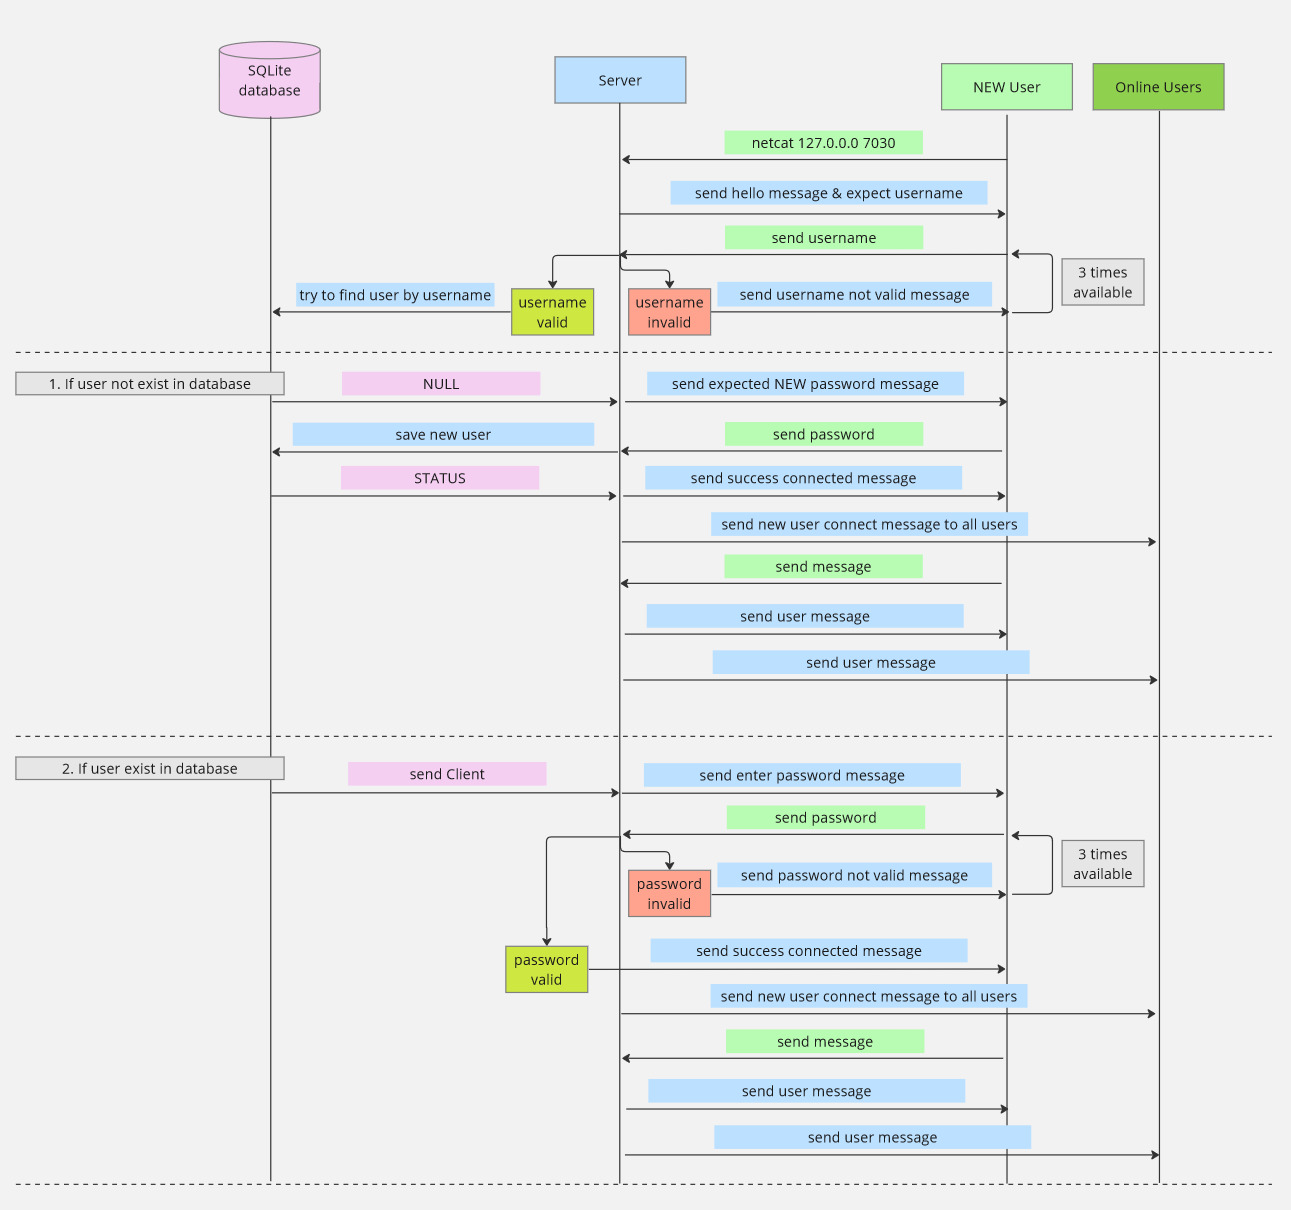 SQLite
database
Server
NEW User
Online Users
netcat 127.0.0.0 7030
send hello message & expect username
send username
3 times
available
try to find user by username
username
valid
username
invalid
send username not valid message
1. If user not exist in database
NULL
send expected NEW password message
save new user
send password
STATUS
send success connected message
send new user connect message to all users
send message
send user message
send user message
2. If user exist in database
send Client
send enter password message
send password
3 times
available
password
invalid
send password not valid message
password
valid
send success connected message
send new user connect message to all users
send message
send user message
send user message